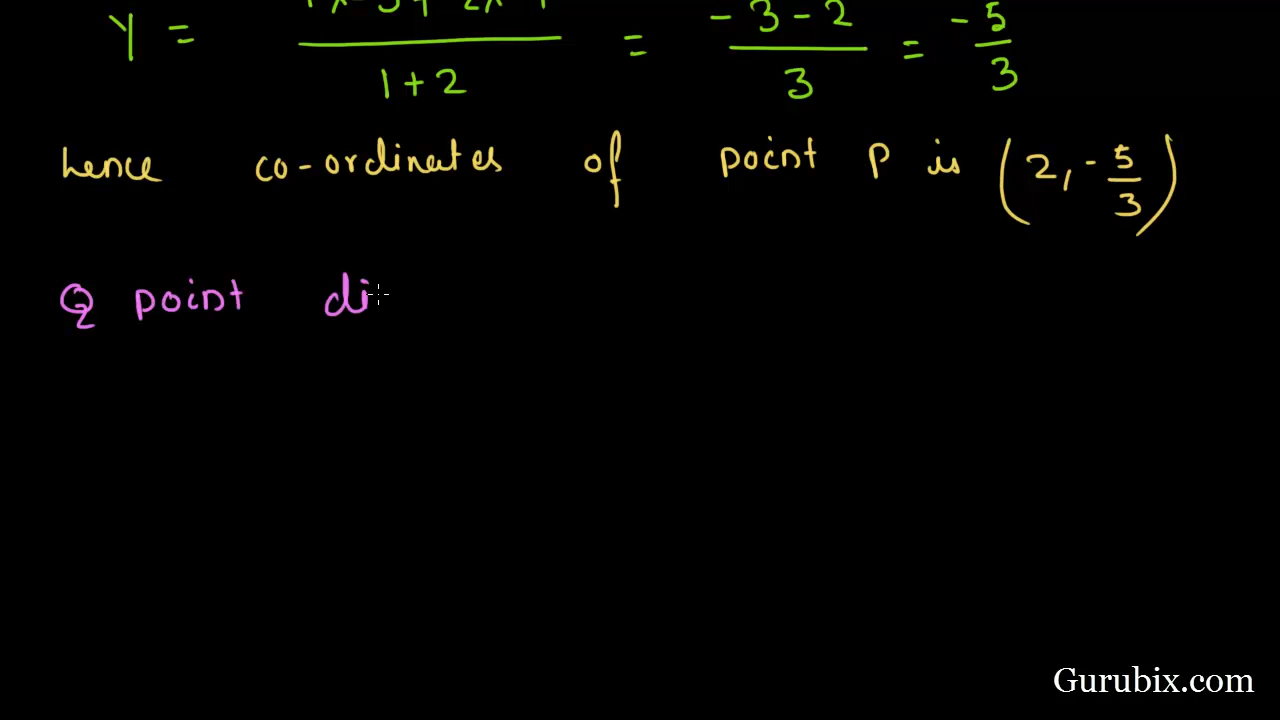 Y = 1+2 = -3-2/3 = -5/3
hence co-ordinates of point P is (2, -5/3)
Q point di
Gurubix.com